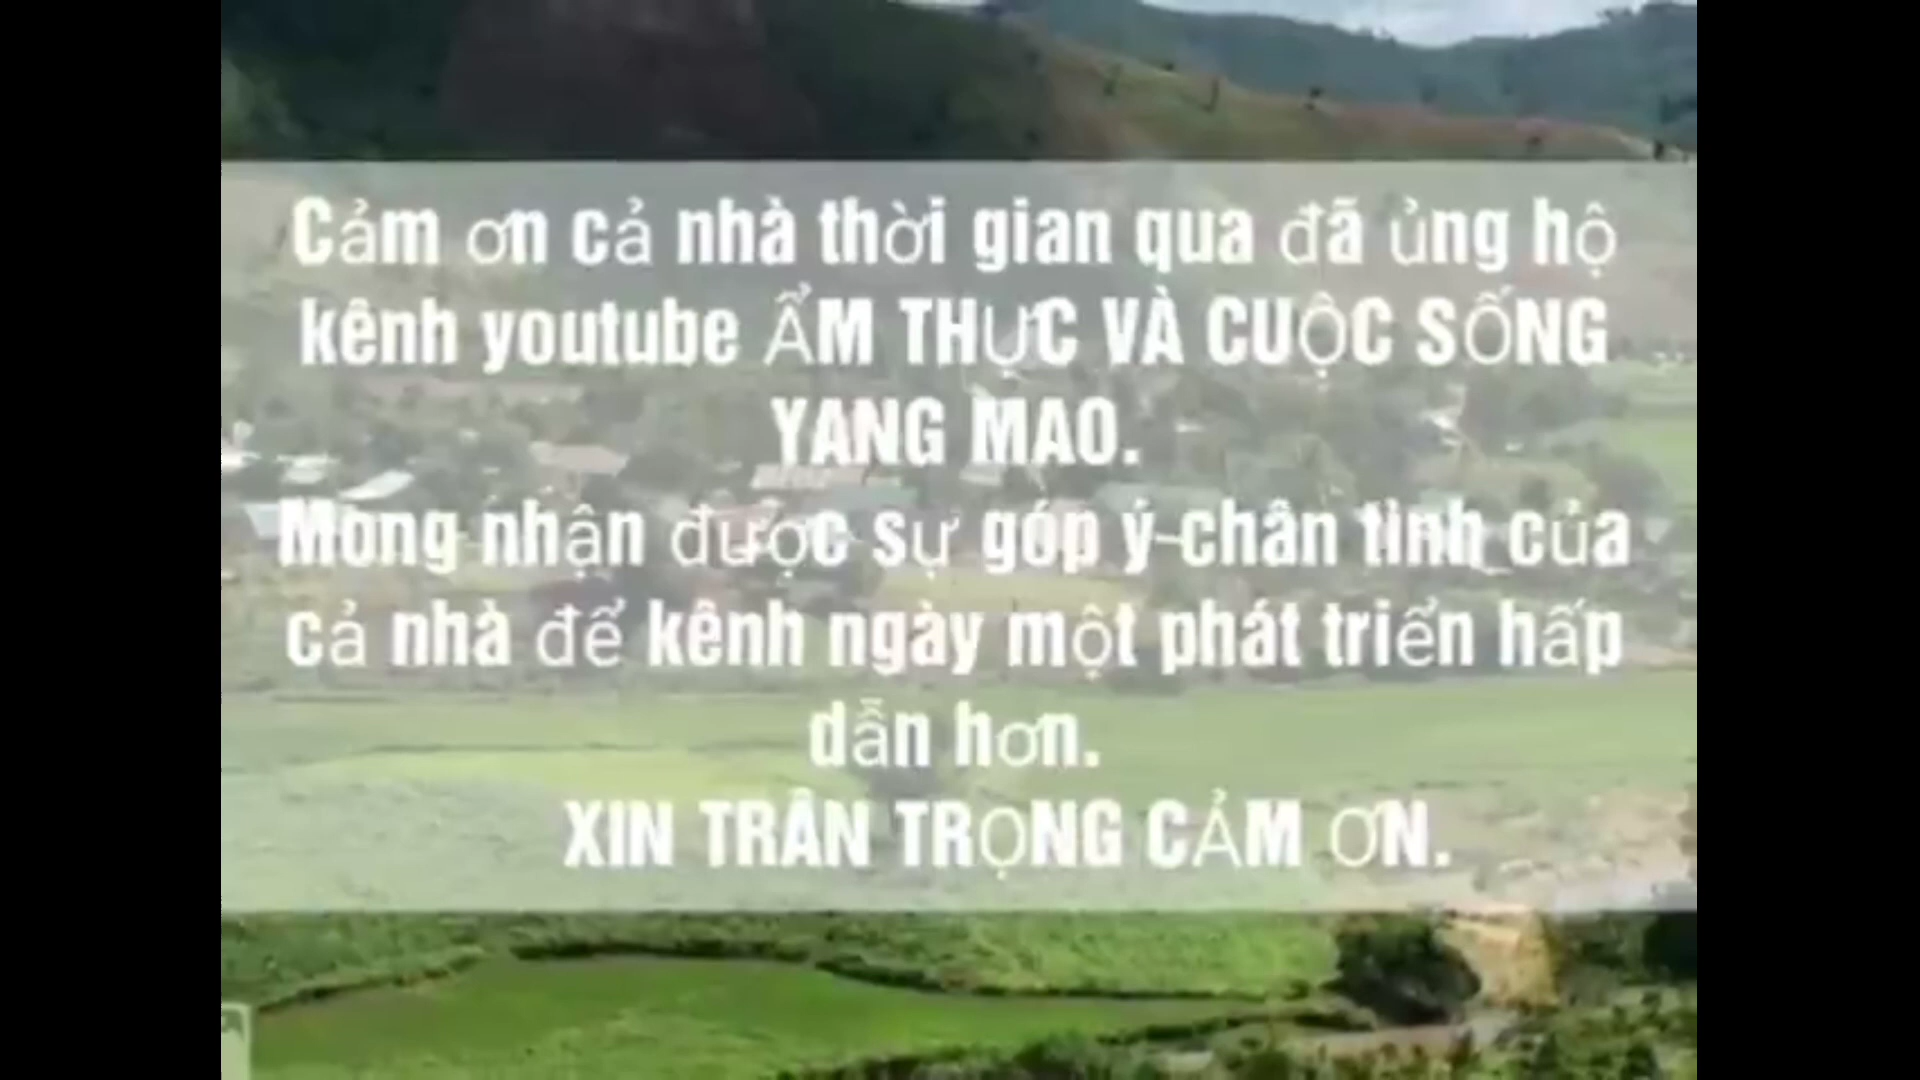 Cảm ơn cả nhà thời gian qua đã ủng hộ
kênh youtube ẨM THỰC VÀ CUỘC SỐNG
YANG MAO.
Mong nhận được sự góp ý chân tình của
cả nhà để kênh ngày một phát triển hấp
dẫn hơn.
XIN TRÂN TRỌNG CẢM ƠN.